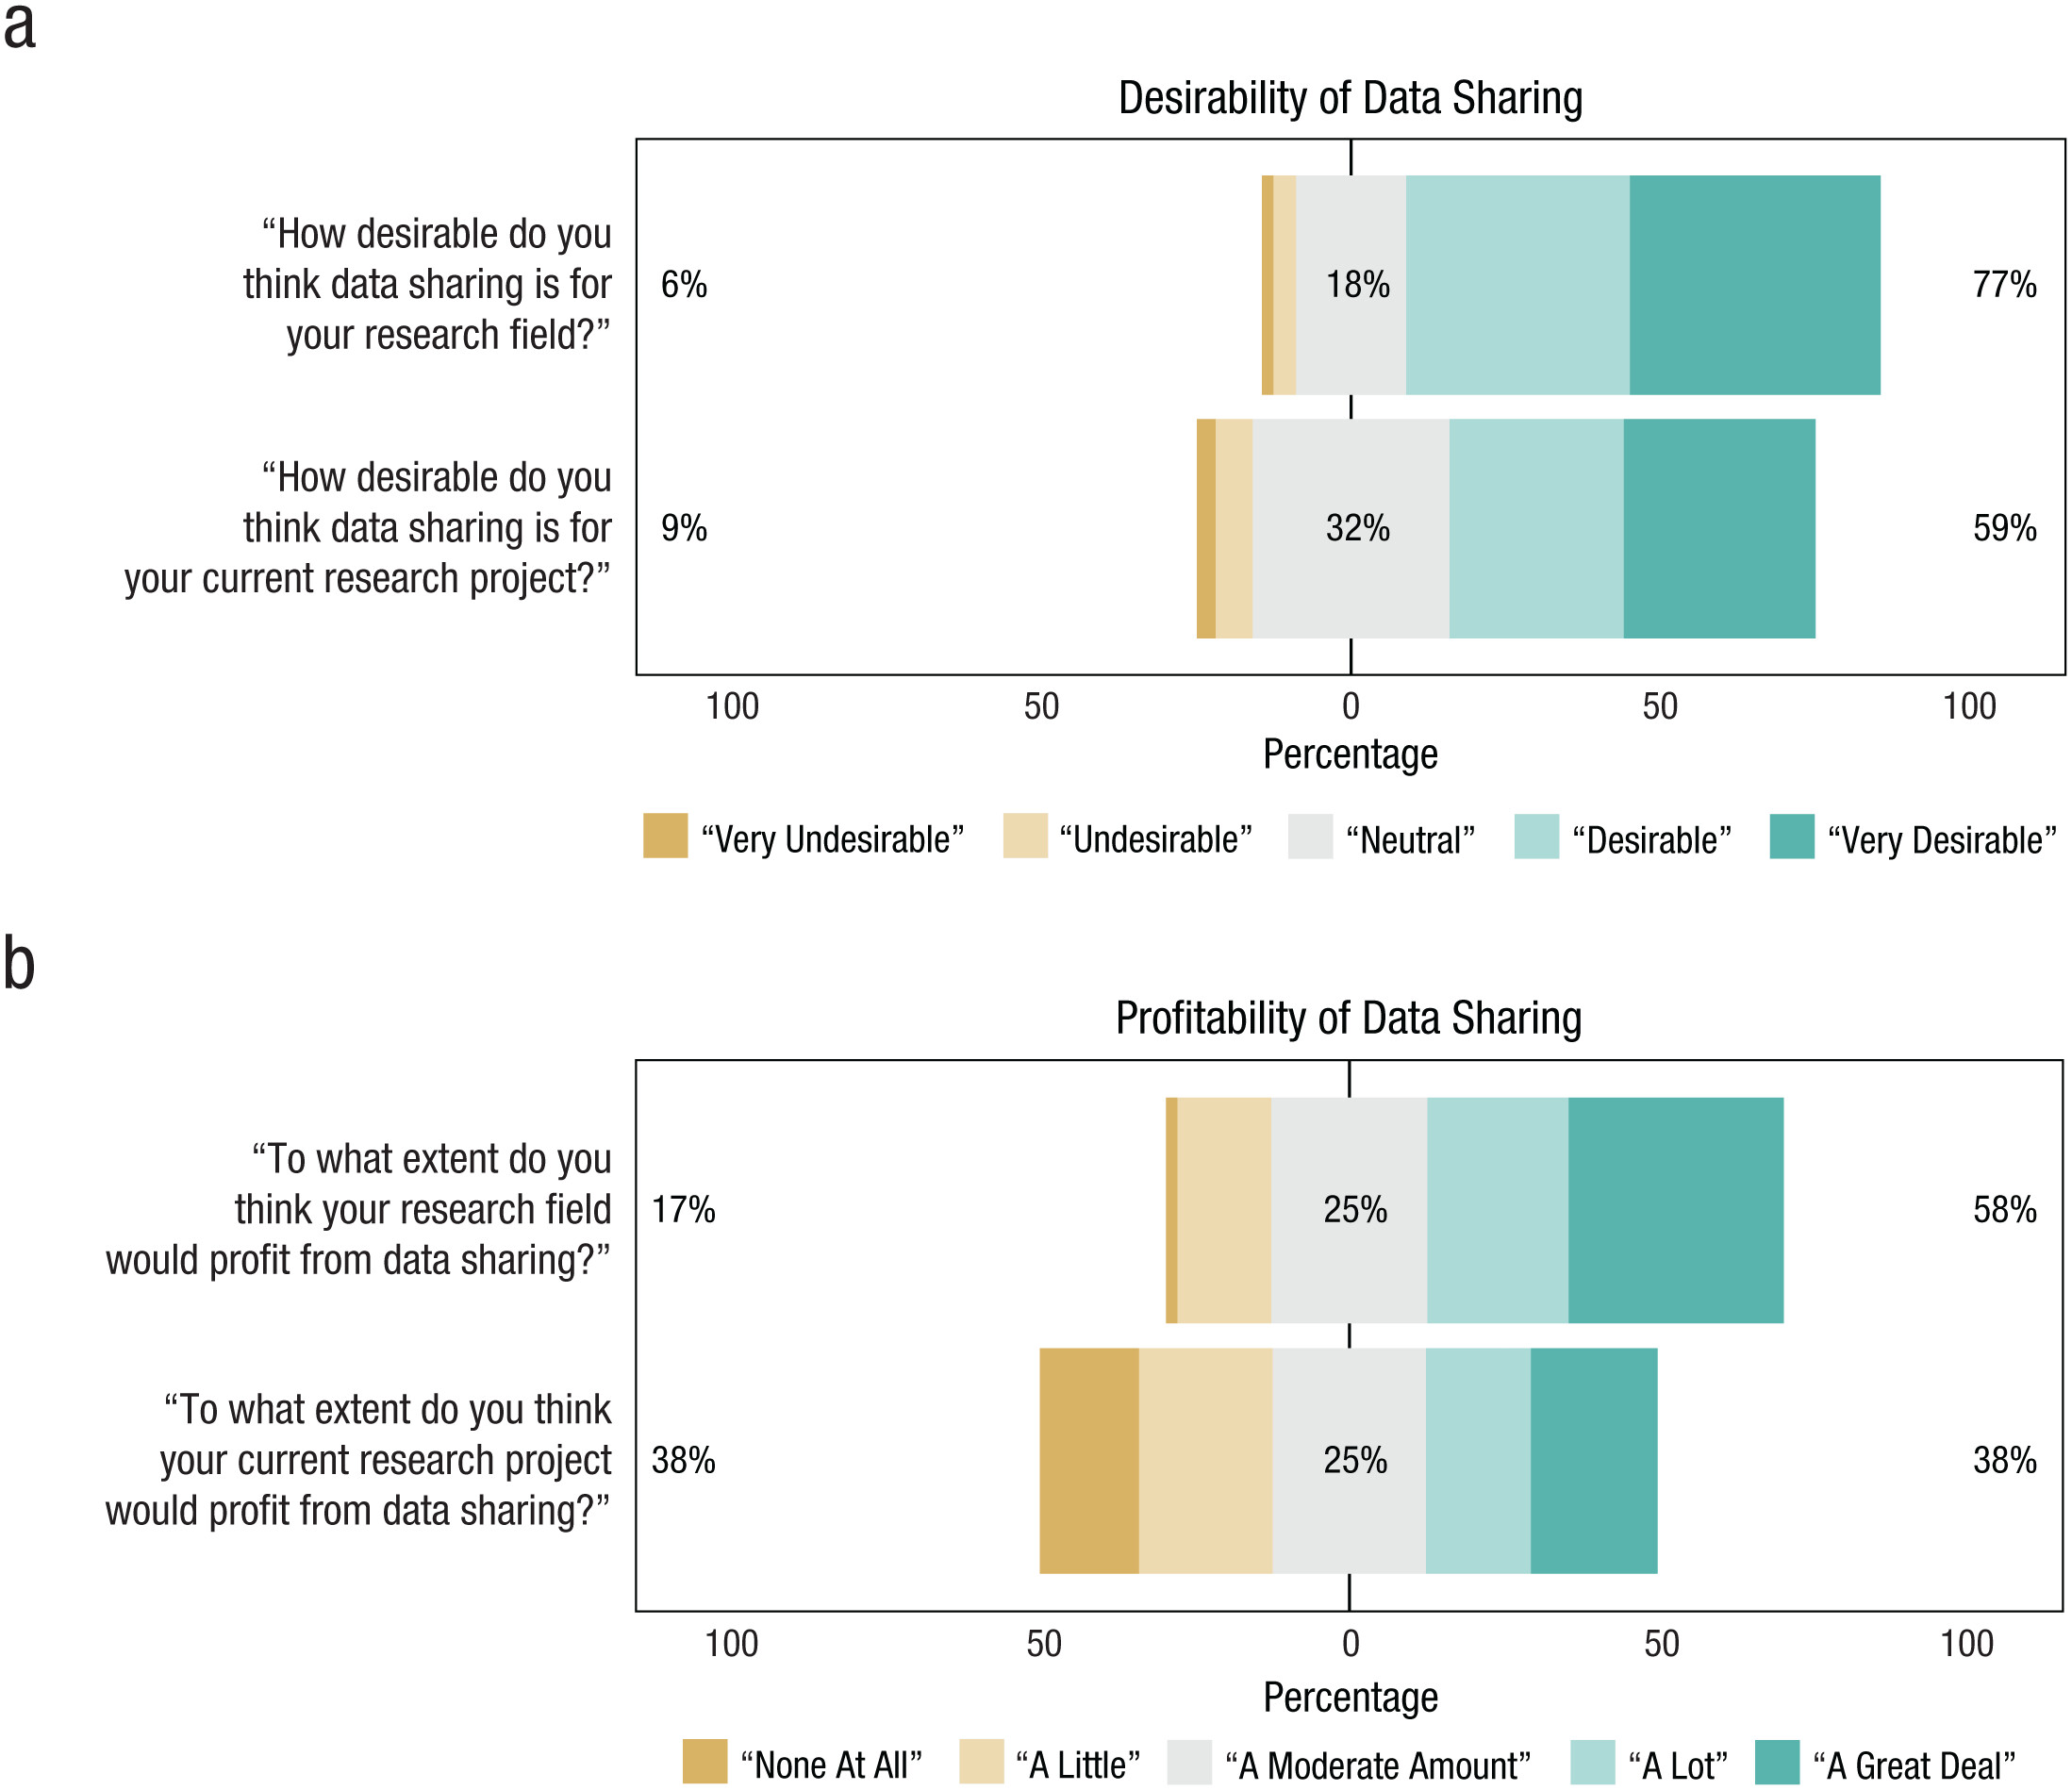 a
Desirability of Data Sharing
“How desirable do you
think data sharing is for
your research field?”
6%
18%
77%
“How desirable do you
think data sharing is for
your current research project?”
9%
32%
59%
100 50 0 50 100
Percentage
“Very Undesirable” “Undesirable” “Neutral” “Desirable” “Very Desirable”
b
Profitability of Data Sharing
“To what extent do you
think your research field
would profit from data sharing?”
17%
25%
58%
“To what extent do you think
your current research project
would profit from data sharing?”
38%
25%
38%
100 50 0 50 100
Percentage
“None At All” “A Little” “A Moderate Amount” “A Lot” “A Great Deal”